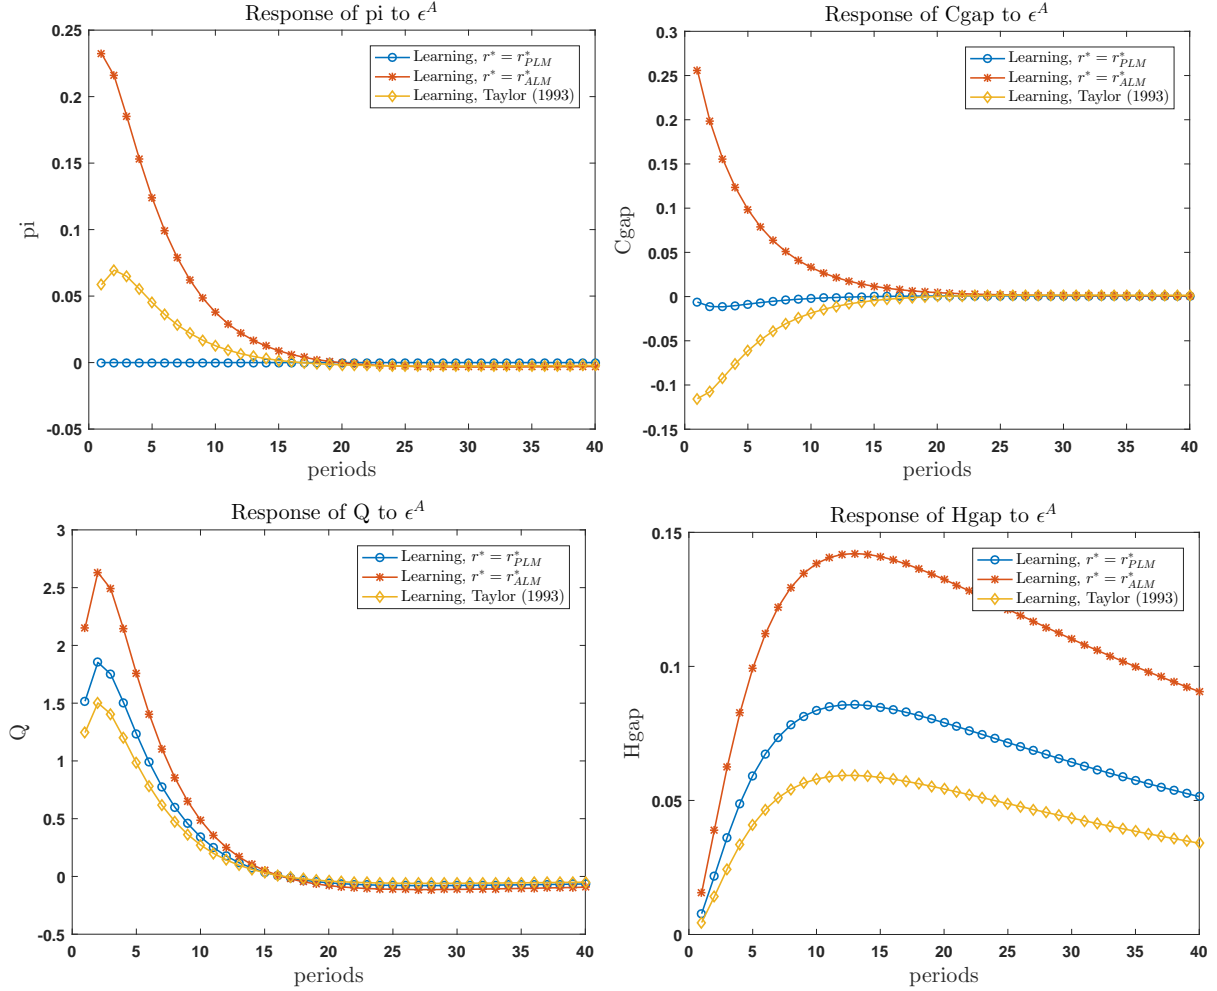 Response of pi to ϵ^A
0.25
0.2
0.15
0.1
0.05
0
-0.05
pi
Learning, r* = r*_PLM
Learning, r* = r*_ALM
Learning, Taylor (1993)
0 5 10 15 20 25 30 35 40
periods
Response of Cgap to ϵ^A
0.3
0.25
0.2
0.15
0.1
0.05
0
-0.05
-0.1
-0.15
Cgap
Learning, r* = r*_PLM
Learning, r* = r*_ALM
Learning, Taylor (1993)
0 5 10 15 20 25 30 35 40
periods
Response of Q to ϵ^A
3
2.5
2
1.5
1
0.5
0
-0.5
Q
Learning, r* = r*_PLM
Learning, r* = r*_ALM
Learning, Taylor (1993)
0 5 10 15 20 25 30 35 40
periods
Response of Hgap to ϵ^A
0.15
0.1
0.05
0
Hgap
Learning, r* = r*_PLM
Learning, r* = r*_ALM
Learning, Taylor (1993)
0 5 10 15 20 25 30 35 40
periods